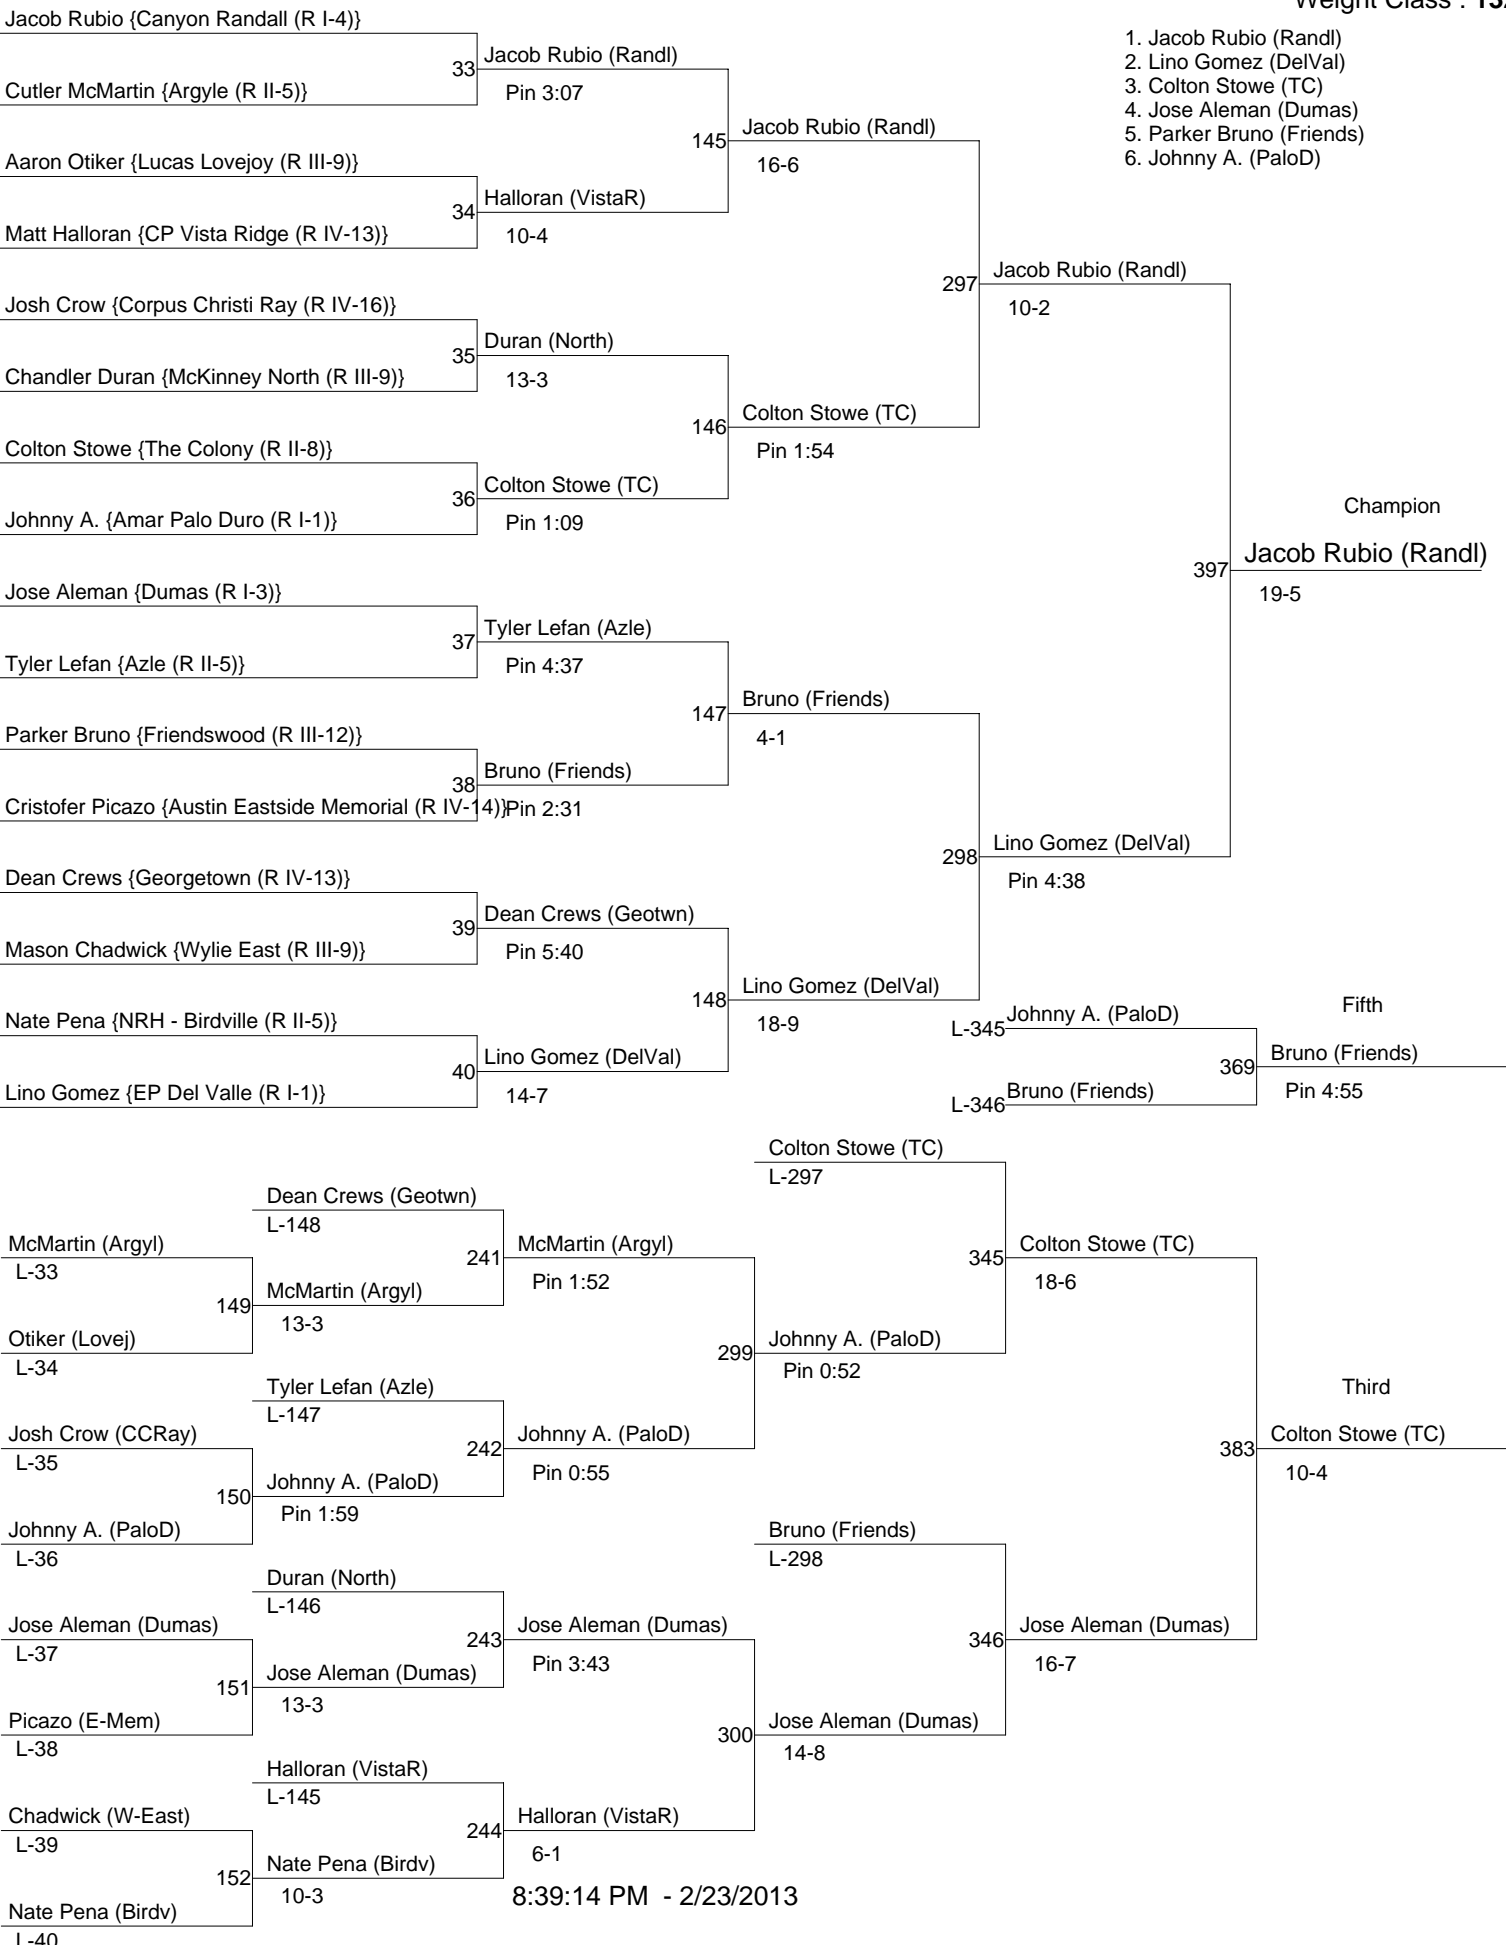 Weight Class :
1. Jacob Rubio (Randl)
2. Lino Gomez (DelVal)
3. Colton Stowe (TC)
4. Jose Aleman (Dumas)
5. Parker Bruno (Friends)
6. Johnny A. (PaloD)
Jacob Rubio {Canyon Randall (R I-4)}
33
Jacob Rubio (Randl)
Cutler McMartin {Argyle (R II-5)}
Pin 3:07
145
Jacob Rubio (Randl)
16-6
Aaron Otiker {Lucas Lovejoy (R III-9)}
34
Halloran (VistaR)
Matt Halloran {CP Vista Ridge (R IV-13)}
10-4
297
Jacob Rubio (Randl)
10-2
Josh Crow {Corpus Christi Ray (R IV-16)}
35
Duran (North)
Chandler Duran {McKinney North (R III-9)}
13-3
146
Colton Stowe (TC)
Pin 1:54
Colton Stowe {The Colony (R II-8)}
36
Colton Stowe (TC)
Johnny A. {Amar Palo Duro (R I-1)}
Pin 1:09
Champion
397
Jacob Rubio (Randl)
19-5
Jose Aleman {Dumas (R I-3)}
37
Tyler Lefan (Azle)
Tyler Lefan {Azle (R II-5)}
Pin 4:37
147
Bruno (Friends)
4-1
Parker Bruno {Friendswood (R III-12)}
38
Bruno (Friends)
Cristofer Picazo {Austin Eastside Memorial (R IV-14)}
Pin 2:31
298
Lino Gomez (DelVal)
Pin 4:38
Dean Crews {Georgetown (R IV-13)}
39
Dean Crews (Geotwn)
Mason Chadwick {Wylie East (R III-9)}
Pin 5:40
148
Lino Gomez (DelVal)
18-9
Nate Pena {NRH - Birdville (R II-5)}
40
Lino Gomez (DelVal)
Lino Gomez {EP Del Valle (R I-1)}
14-7
Fifth
L-345
Johnny A. (PaloD)
369
Bruno (Friends)
Pin 4:55
L-346
Bruno (Friends)
Colton Stowe (TC)
L-297
Dean Crews (Geotwn)
L-148
McMartin (Argyl)
L-33
241
McMartin (Argyl)
Pin 1:52
345
Colton Stowe (TC)
18-6
149
McMartin (Argyl)
13-3
Otiker (Lovej)
L-34
299
Johnny A. (PaloD)
Pin 0:52
Tyler Lefan (Azle)
L-147
Third
Josh Crow (CCRay)
L-35
242
Johnny A. (PaloD)
Pin 0:55
383
Colton Stowe (TC)
10-4
150
Johnny A. (PaloD)
Pin 1:59
Johnny A. (PaloD)
L-36
Bruno (Friends)
L-298
Duran (North)
L-146
Jose Aleman (Dumas)
L-37
243
Jose Aleman (Dumas)
Pin 3:43
346
Jose Aleman (Dumas)
16-7
151
Jose Aleman (Dumas)
13-3
Picazo (E-Mem)
L-38
300
Jose Aleman (Dumas)
14-8
Halloran (VistaR)
L-145
Chadwick (W-East)
L-39
244
Halloran (VistaR)
6-1
152
Nate Pena (Birdv)
10-3
Nate Pena (Birdv)
L-40
8:39:14 PM - 2/23/2013